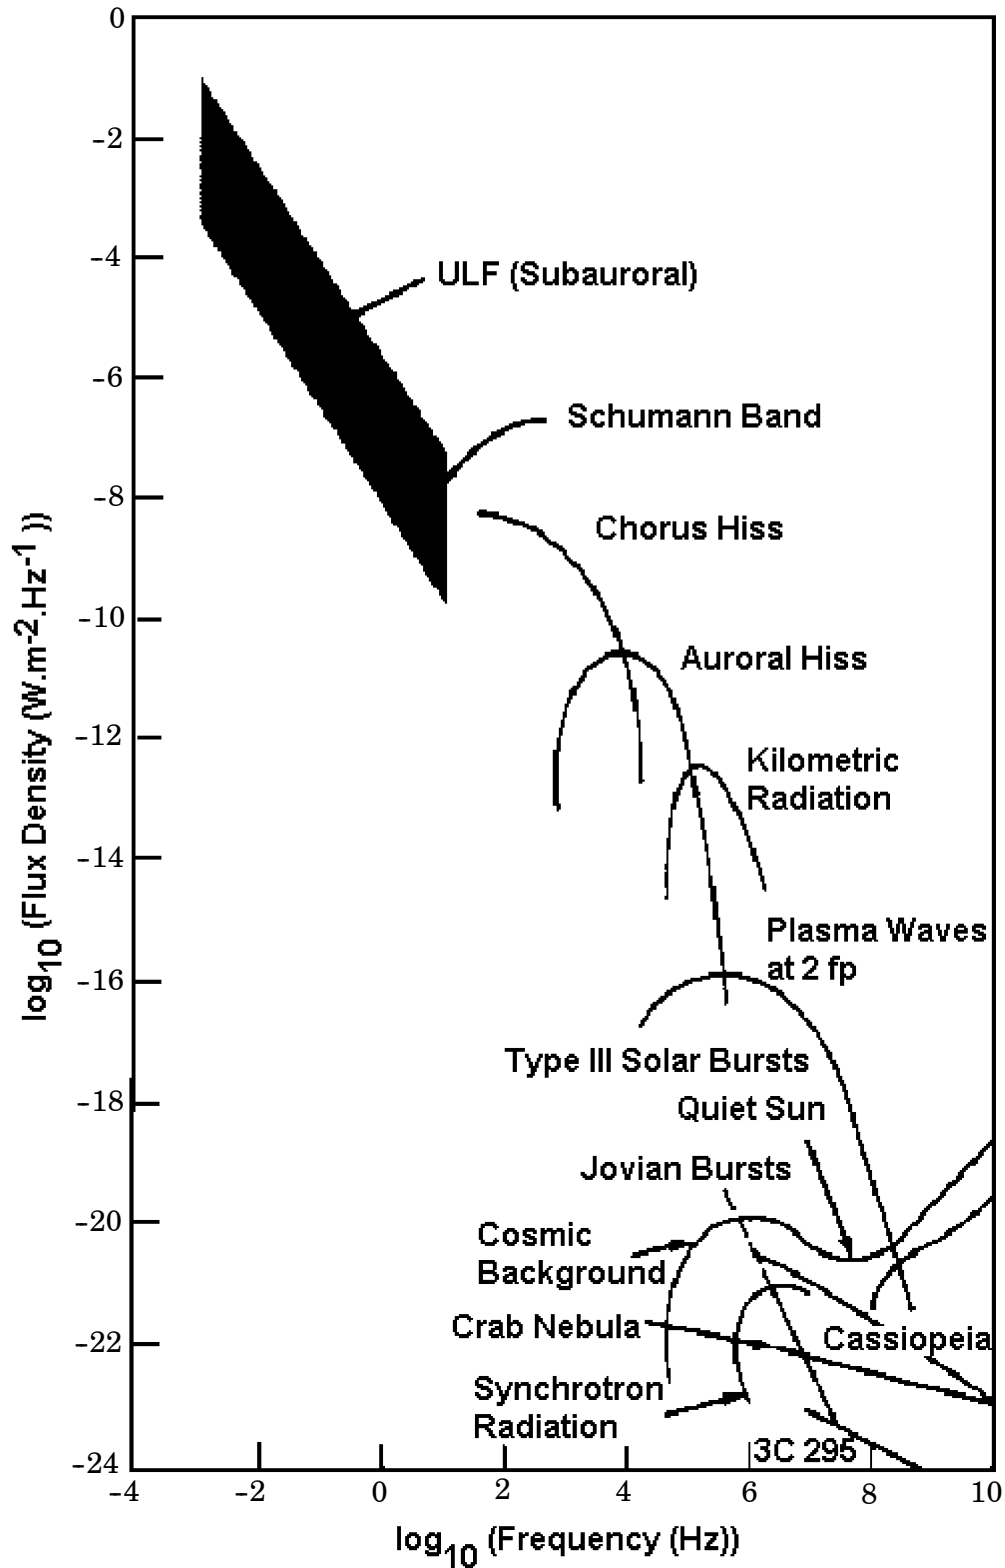 0
-2
-4
-6
-8
-10
-12
-14
-16
-18
-20
-22
-24
log10 (Flux Density (W.m-2.Hz-1 ))
ULF (Subauroral)
Schumann Band
Chorus Hiss
Auroral Hiss
Kilometric
Radiation
Plasma Waves
at 2 fp
Type III Solar Bursts
Quiet Sun
Jovian Bursts
Cosmic
Background
Crab Nebula
Cassiopeia
Synchrotron
Radiation
3C 295
-4 -2 0 2 4 6 8 10
log10 (Frequency (Hz))